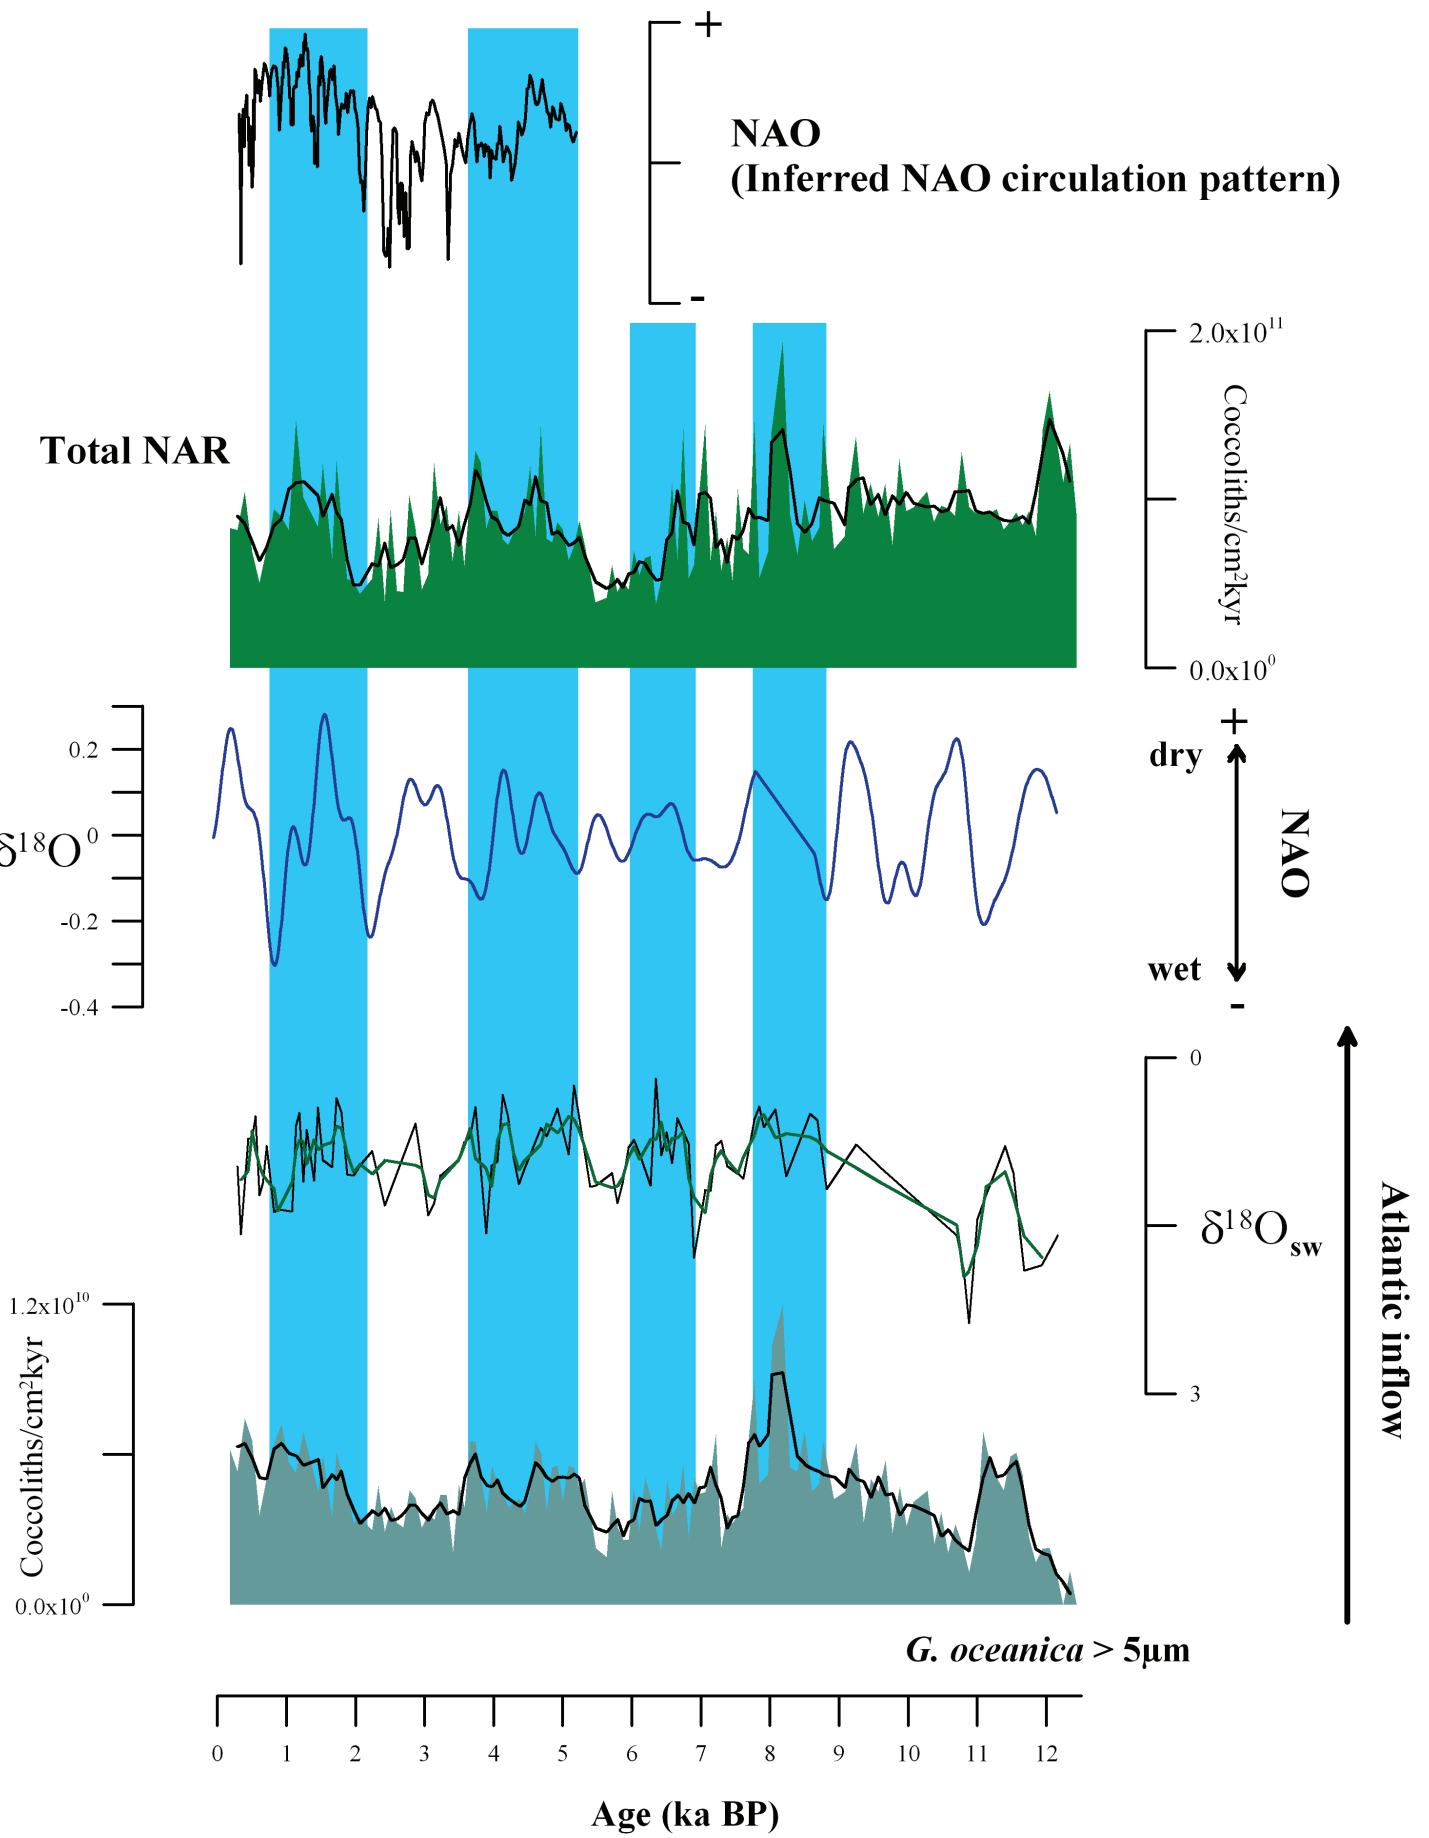 +
NAO
(Inferred NAO circulation pattern)
-
2.0x10¹¹
Coccoliths/cm²kyr
0.0x10⁰
Total NAR
0.2
0
-0.2
-0.4
δ¹⁸O⁰
+
dry
wet
-
NAO
0
3
δ¹⁸Osw
Atlantic inflow
1.2x10¹⁰
Coccoliths/cm²kyr
0.0x10⁰
G. oceanica > 5µm
0 1 2 3 4 5 6 7 8 9 10 11 12
Age (ka BP)